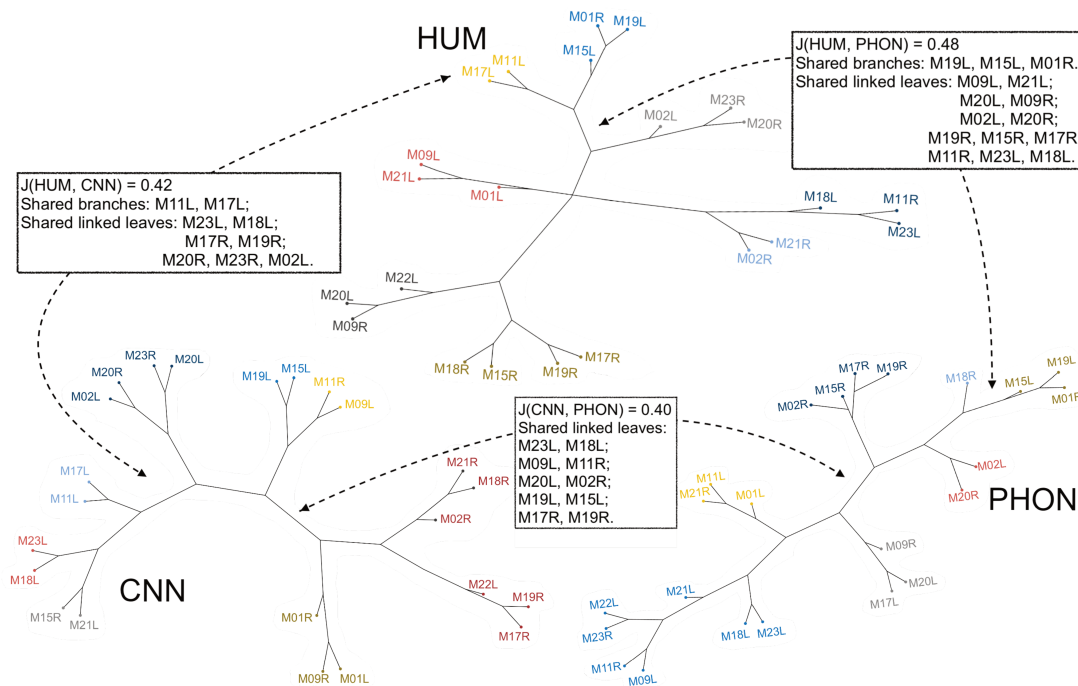 HUM
M01R
M19L
M15L
M11L
M17L
M23R
M02L
M20R
M09L
M21L
M01L
M18L
M11R
M23L
M21R
M02R
M22L
M20L
M09R
M17R
M18R
M15R
M19R
J(HUM, PHON) = 0.48
Shared branches: M19L, M15L, M01R.
Shared linked leaves: M09L, M21L;
M20L, M09R;
M02L, M20R;
M19R, M15R, M17R
M11R, M23L, M18L.
J(HUM, CNN) = 0.42
Shared branches: M11L, M17L;
Shared linked leaves: M23L, M18L;
M17R, M19R;
M20R, M23R, M02L.
J(CNN, PHON) = 0.40
Shared linked leaves:
M23L, M18L;
M09L, M11R;
M20L, M02R;
M19L, M15L;
M17R, M19R.
CNN
M23R
M20L
M20R
M02L
M19L
M15L
M11R
M09L
M17L
M11L
M21R
M18R
M02R
M23L
M18L
M15R
M21L
M22L
M19R
M17R
M01R
M09R
M01L
PHON
M17R
M19R
M15R
M02R
M18R
M19L
M15L
M01R
M02L
M20R
M11L
M21R
M01L
M09R
M20L
M17L
M21L
M22L
M23R
M18L
M23L
M11R
M09L